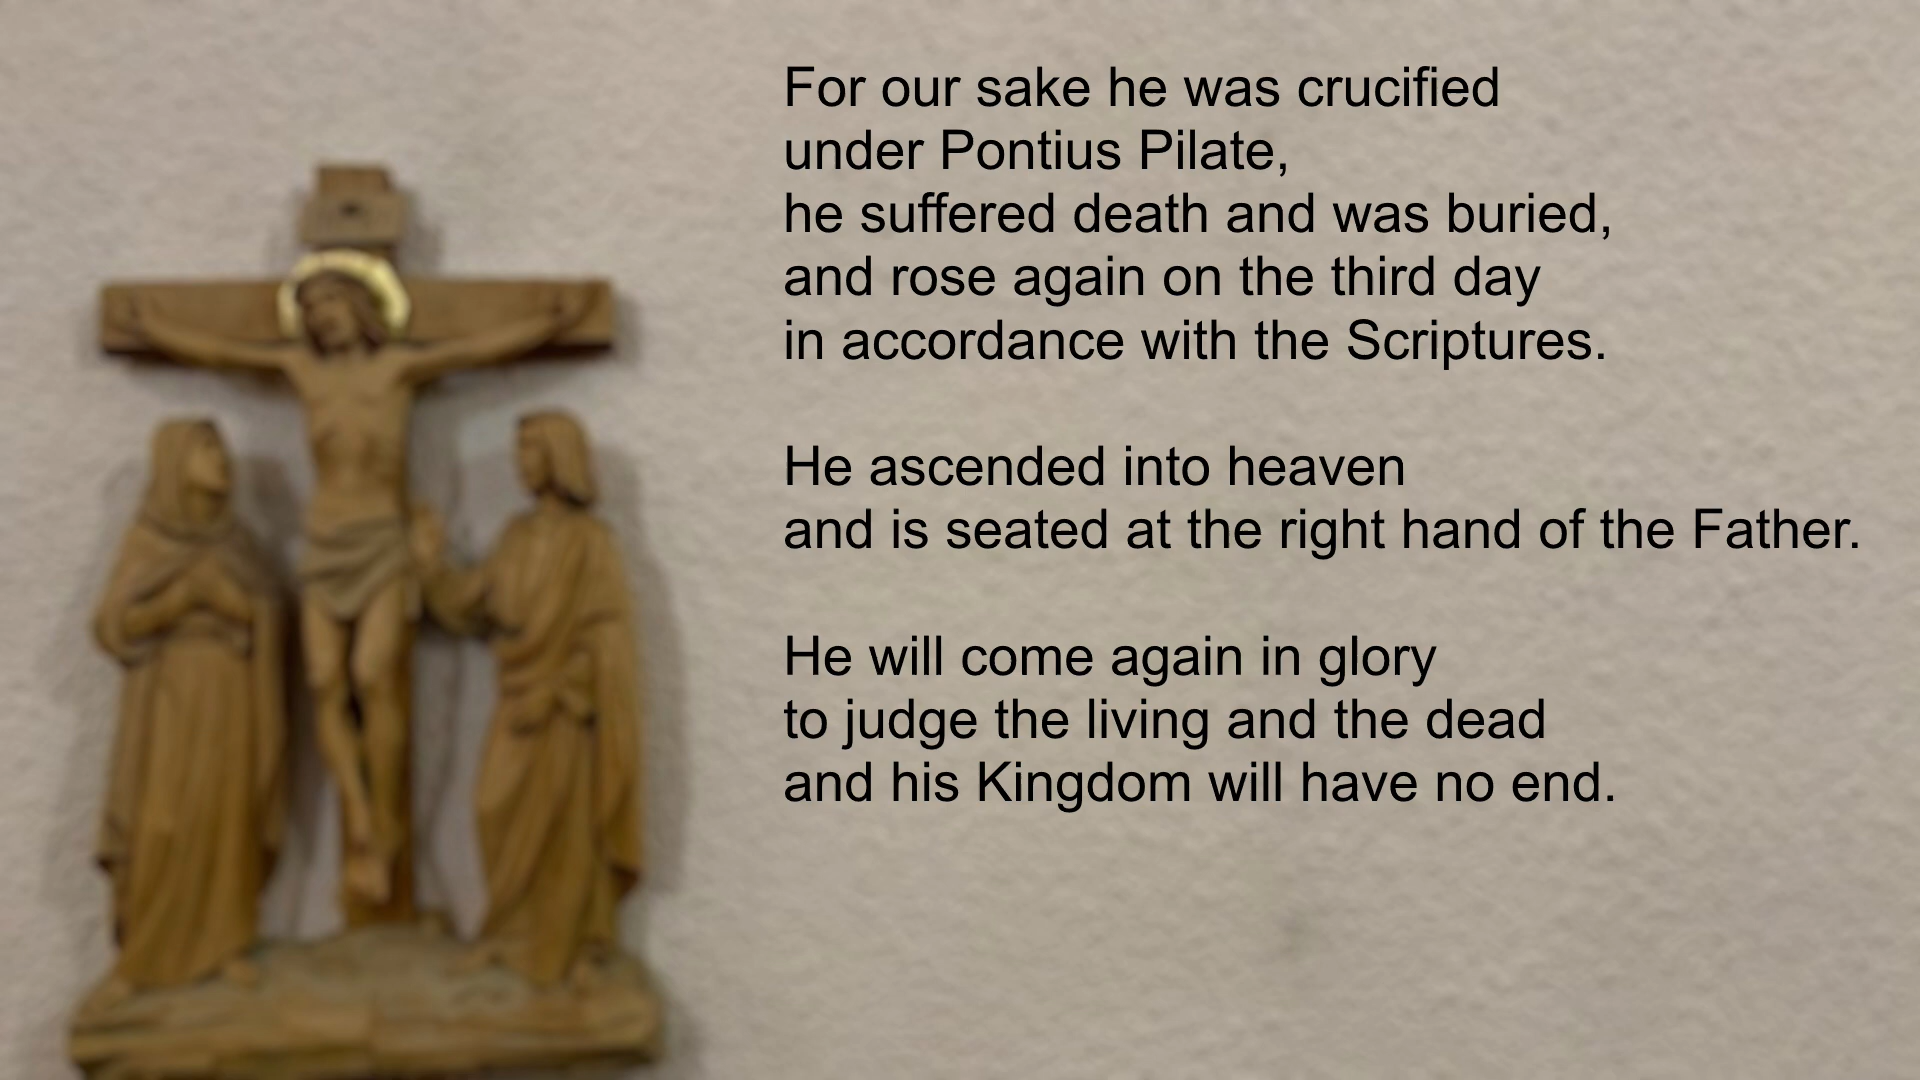 For our sake he was crucified
under Pontius Pilate,
he suffered death and was buried,
and rose again on the third day
in accordance with the Scriptures.
He ascended into heaven
and is seated at the right hand of the Father.
He will come again in glory
to judge the living and the dead
and his Kingdom will have no end.